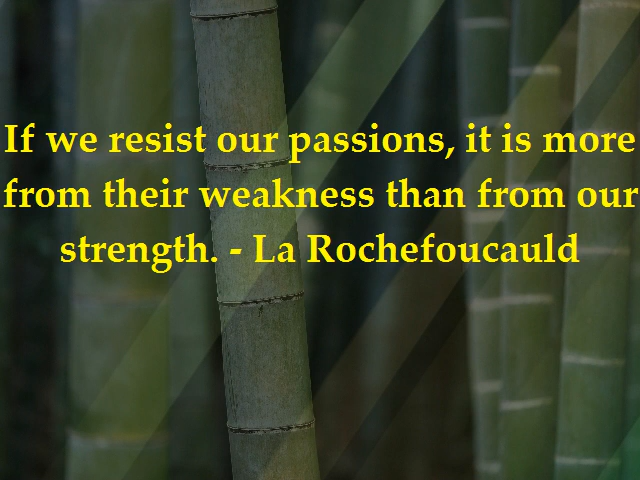 If we resist our passions, it is more
from their weakness than from our
strength. - La Rochefoucauld